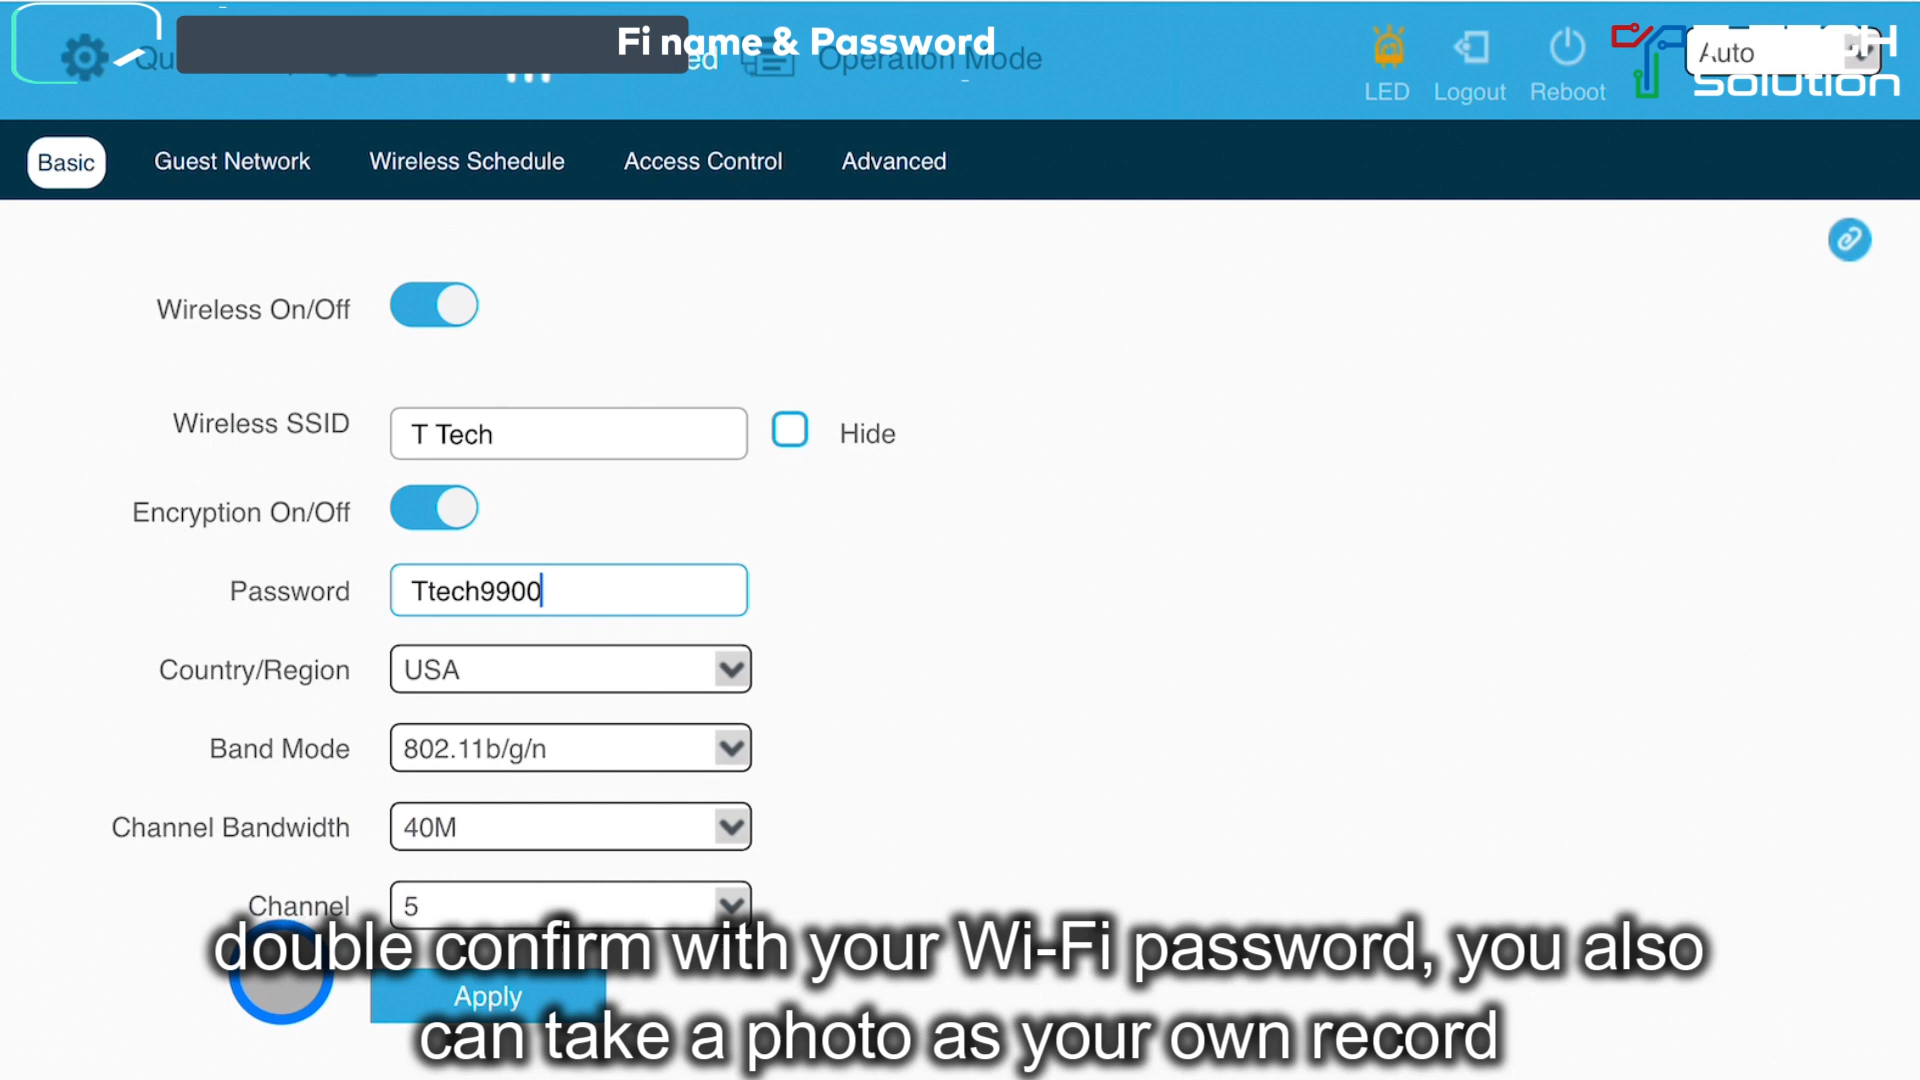 Fi name & Password
Qu
ed
Operation Mode
LED
Logout
Reboot
Auto
Solution
Basic
Guest Network
Wireless Schedule
Access Control
Advanced
Wireless On/Off
Wireless SSID
T Tech
Hide
Encryption On/Off
Password
Ttech9900
Country/Region
USA
Band Mode
802.11b/g/n
Channel Bandwidth
40M
Channel
5
Apply
double confirm with your Wi-Fi password, you also
can take a photo as your own record